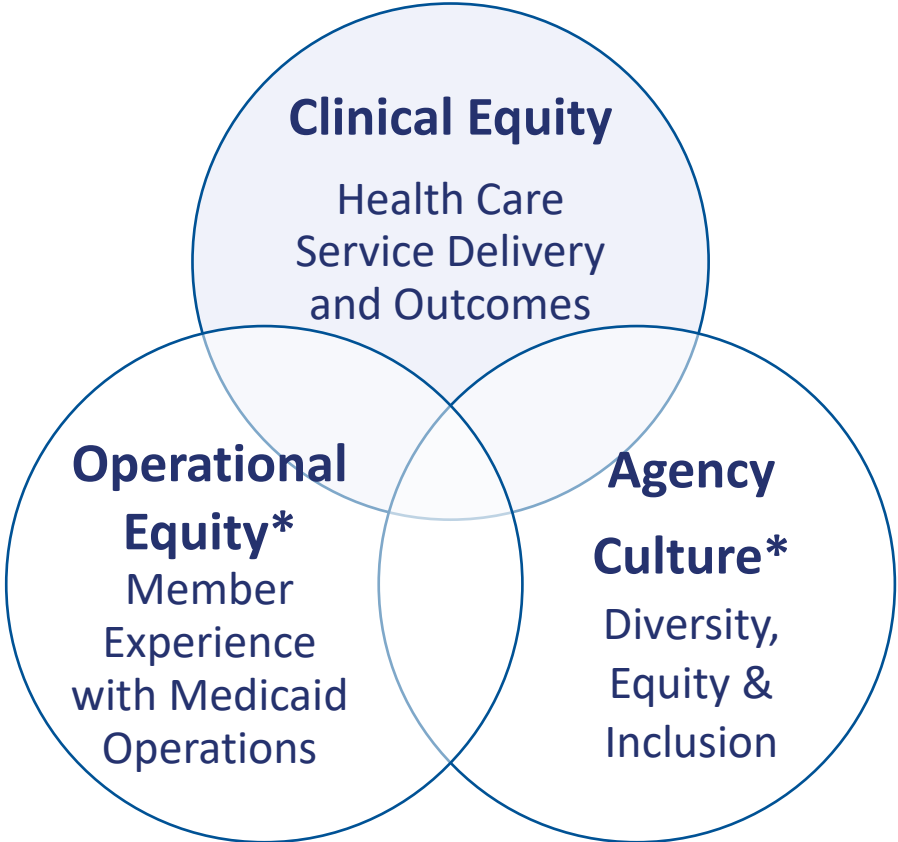 Clinical Equity
Health Care
Service Delivery
and Outcomes
Operational
Equity*
Member
Experience
with Medicaid
Operations
Agency
Culture*
Diversity,
Equity &
Inclusion